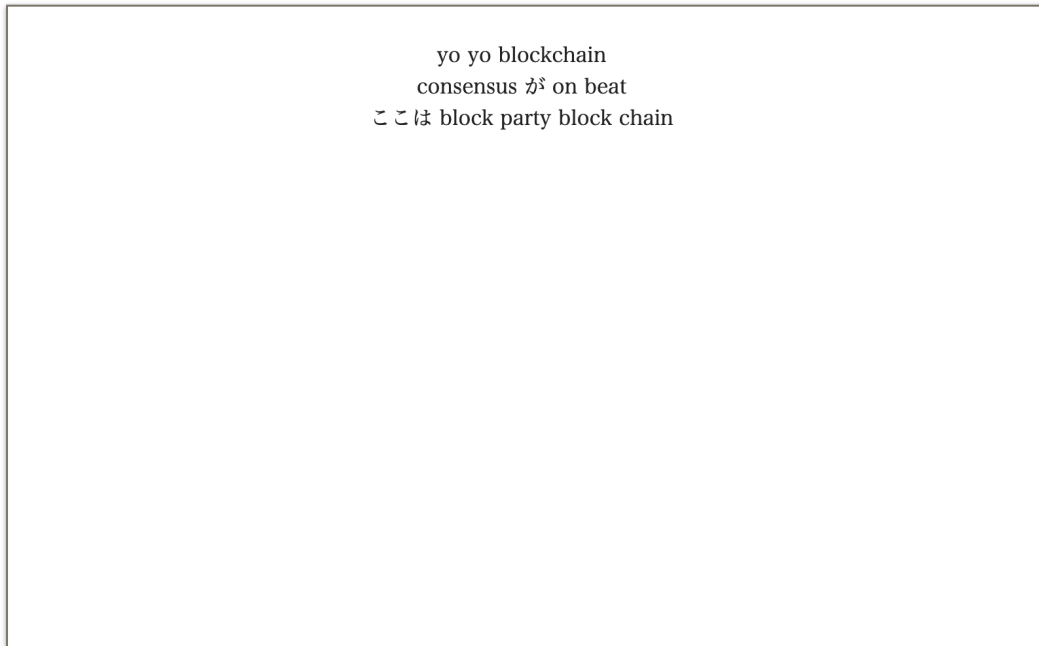 yo yo blockchain
consensus が on beat
ここは block party block chain